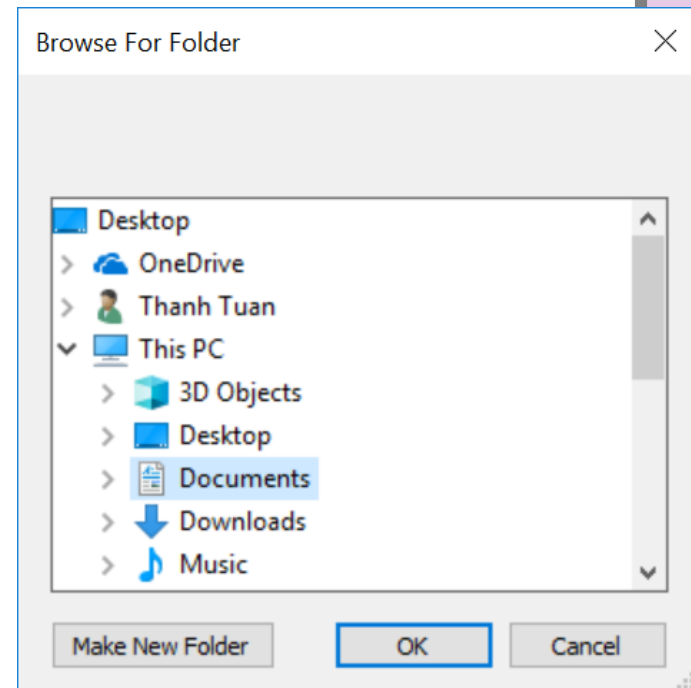 Browse For Folder
Desktop
OneDrive
Thanh Tuan
This PC
3D Objects
Desktop
Documents
Downloads
Music
Make New Folder OK Cancel